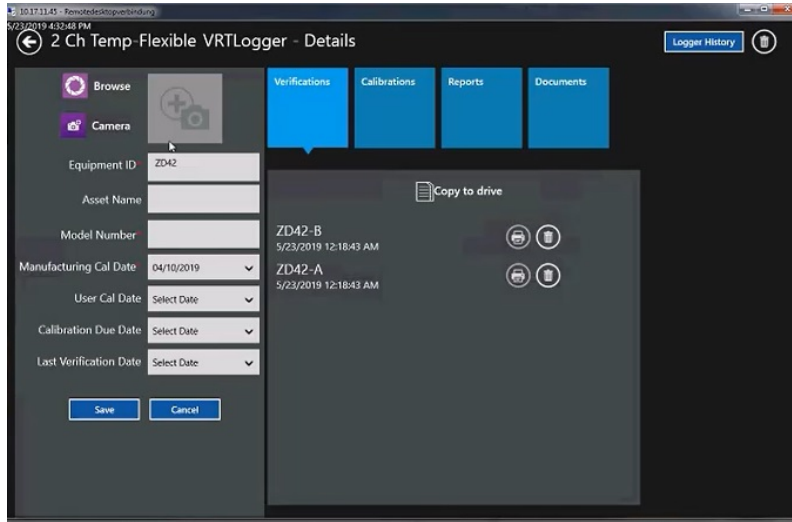 10.17.11.45 - Remotedesktopverbindung
5/23/2019 4:32:48 PM
2 Ch Temp-Flexible VRTLogger - Details
Logger History
Browse
Camera
Verifications
Calibrations
Reports
Documents
Equipment ID* ZD42
Asset Name
Model Number*
Manufacturing Cal Date* 04/10/2019
User Cal Date Select Date
Calibration Due Date Select Date
Last Verification Date Select Date
Save
Cancel
Copy to drive
ZD42-B
5/23/2019 12:18:43 AM
ZD42-A
5/23/2019 12:18:43 AM